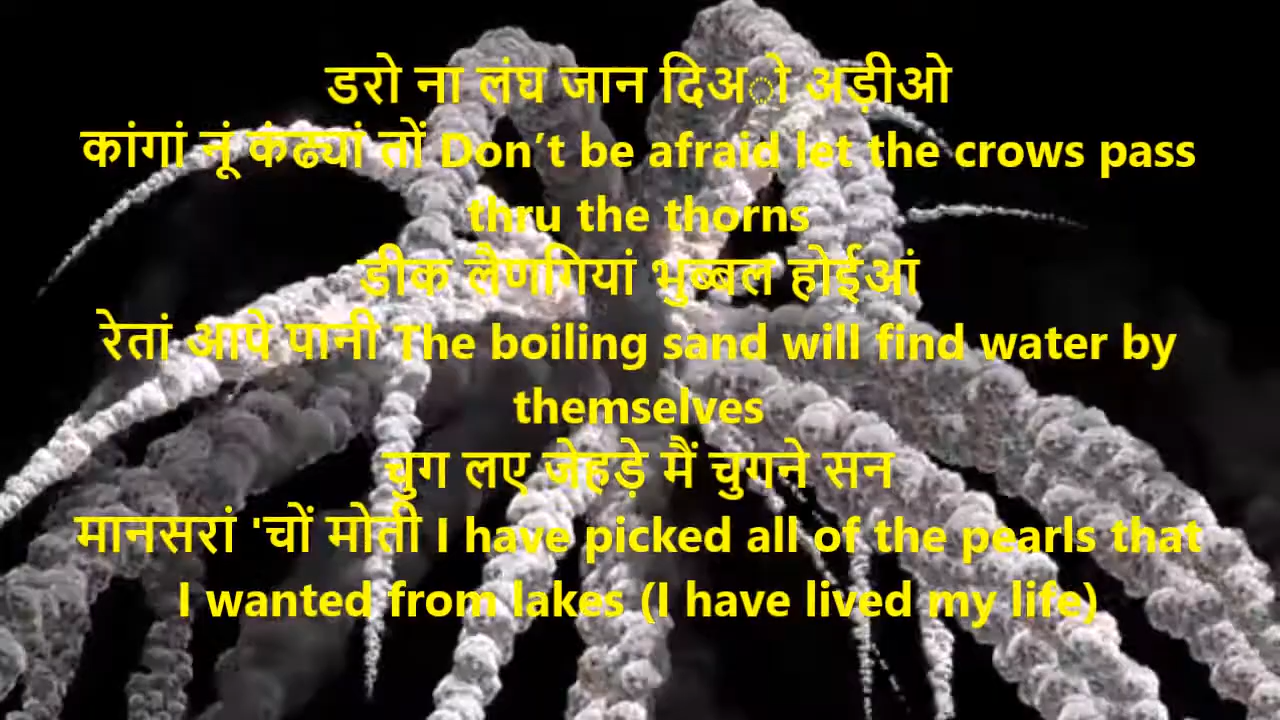 डरो ना लंघ जान दिअो अड़ीओ
कांगां नूं कंढ्यां तों Don’t be afraid let the crows pass
thru the thorns
डीक लैणगियां भुब्बल होईआं
रेतां आपे पानी The boiling sand will find water by
themselves
चुग लए जेहड़े मैं चुगने सन
मानसरां 'चों मोती I have picked all of the pearls that
I wanted from lakes (I have lived my life)